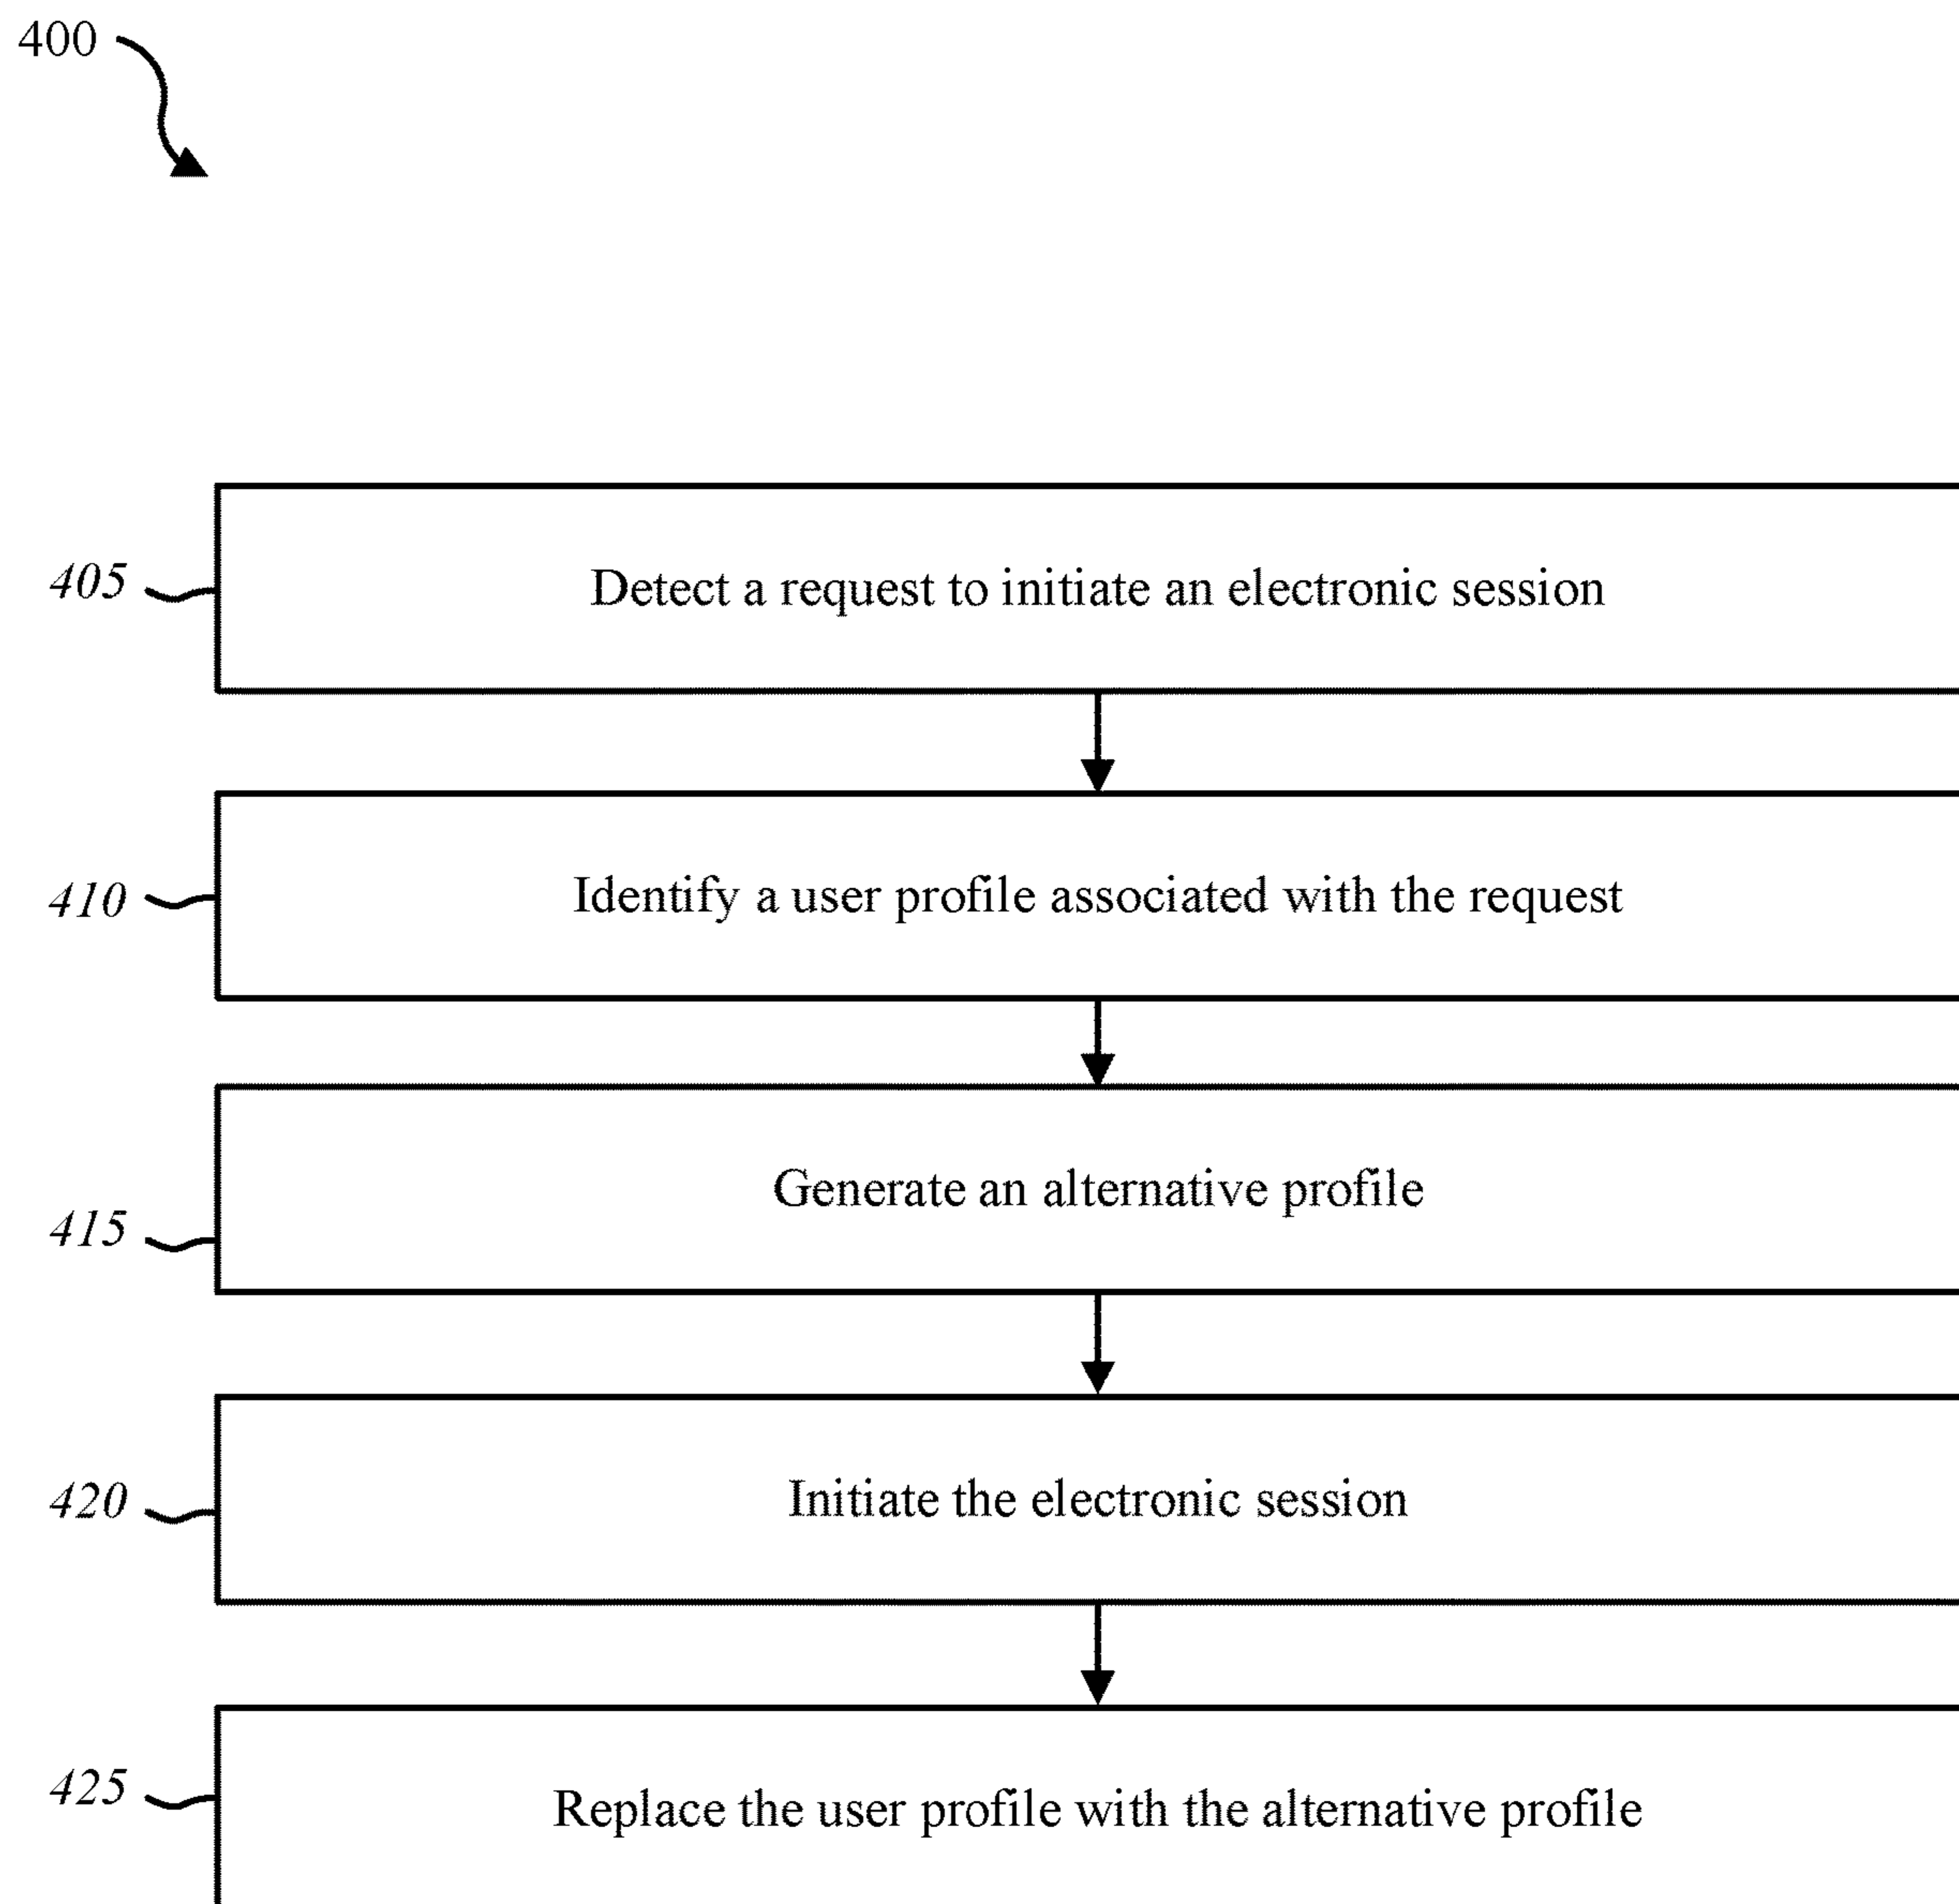 400
405
Detect a request to initiate an electronic session
410
Identify a user profile associated with the request
415
Generate an alternative profile
420
Initiate the electronic session
425
Replace the user profile with the alternative profile